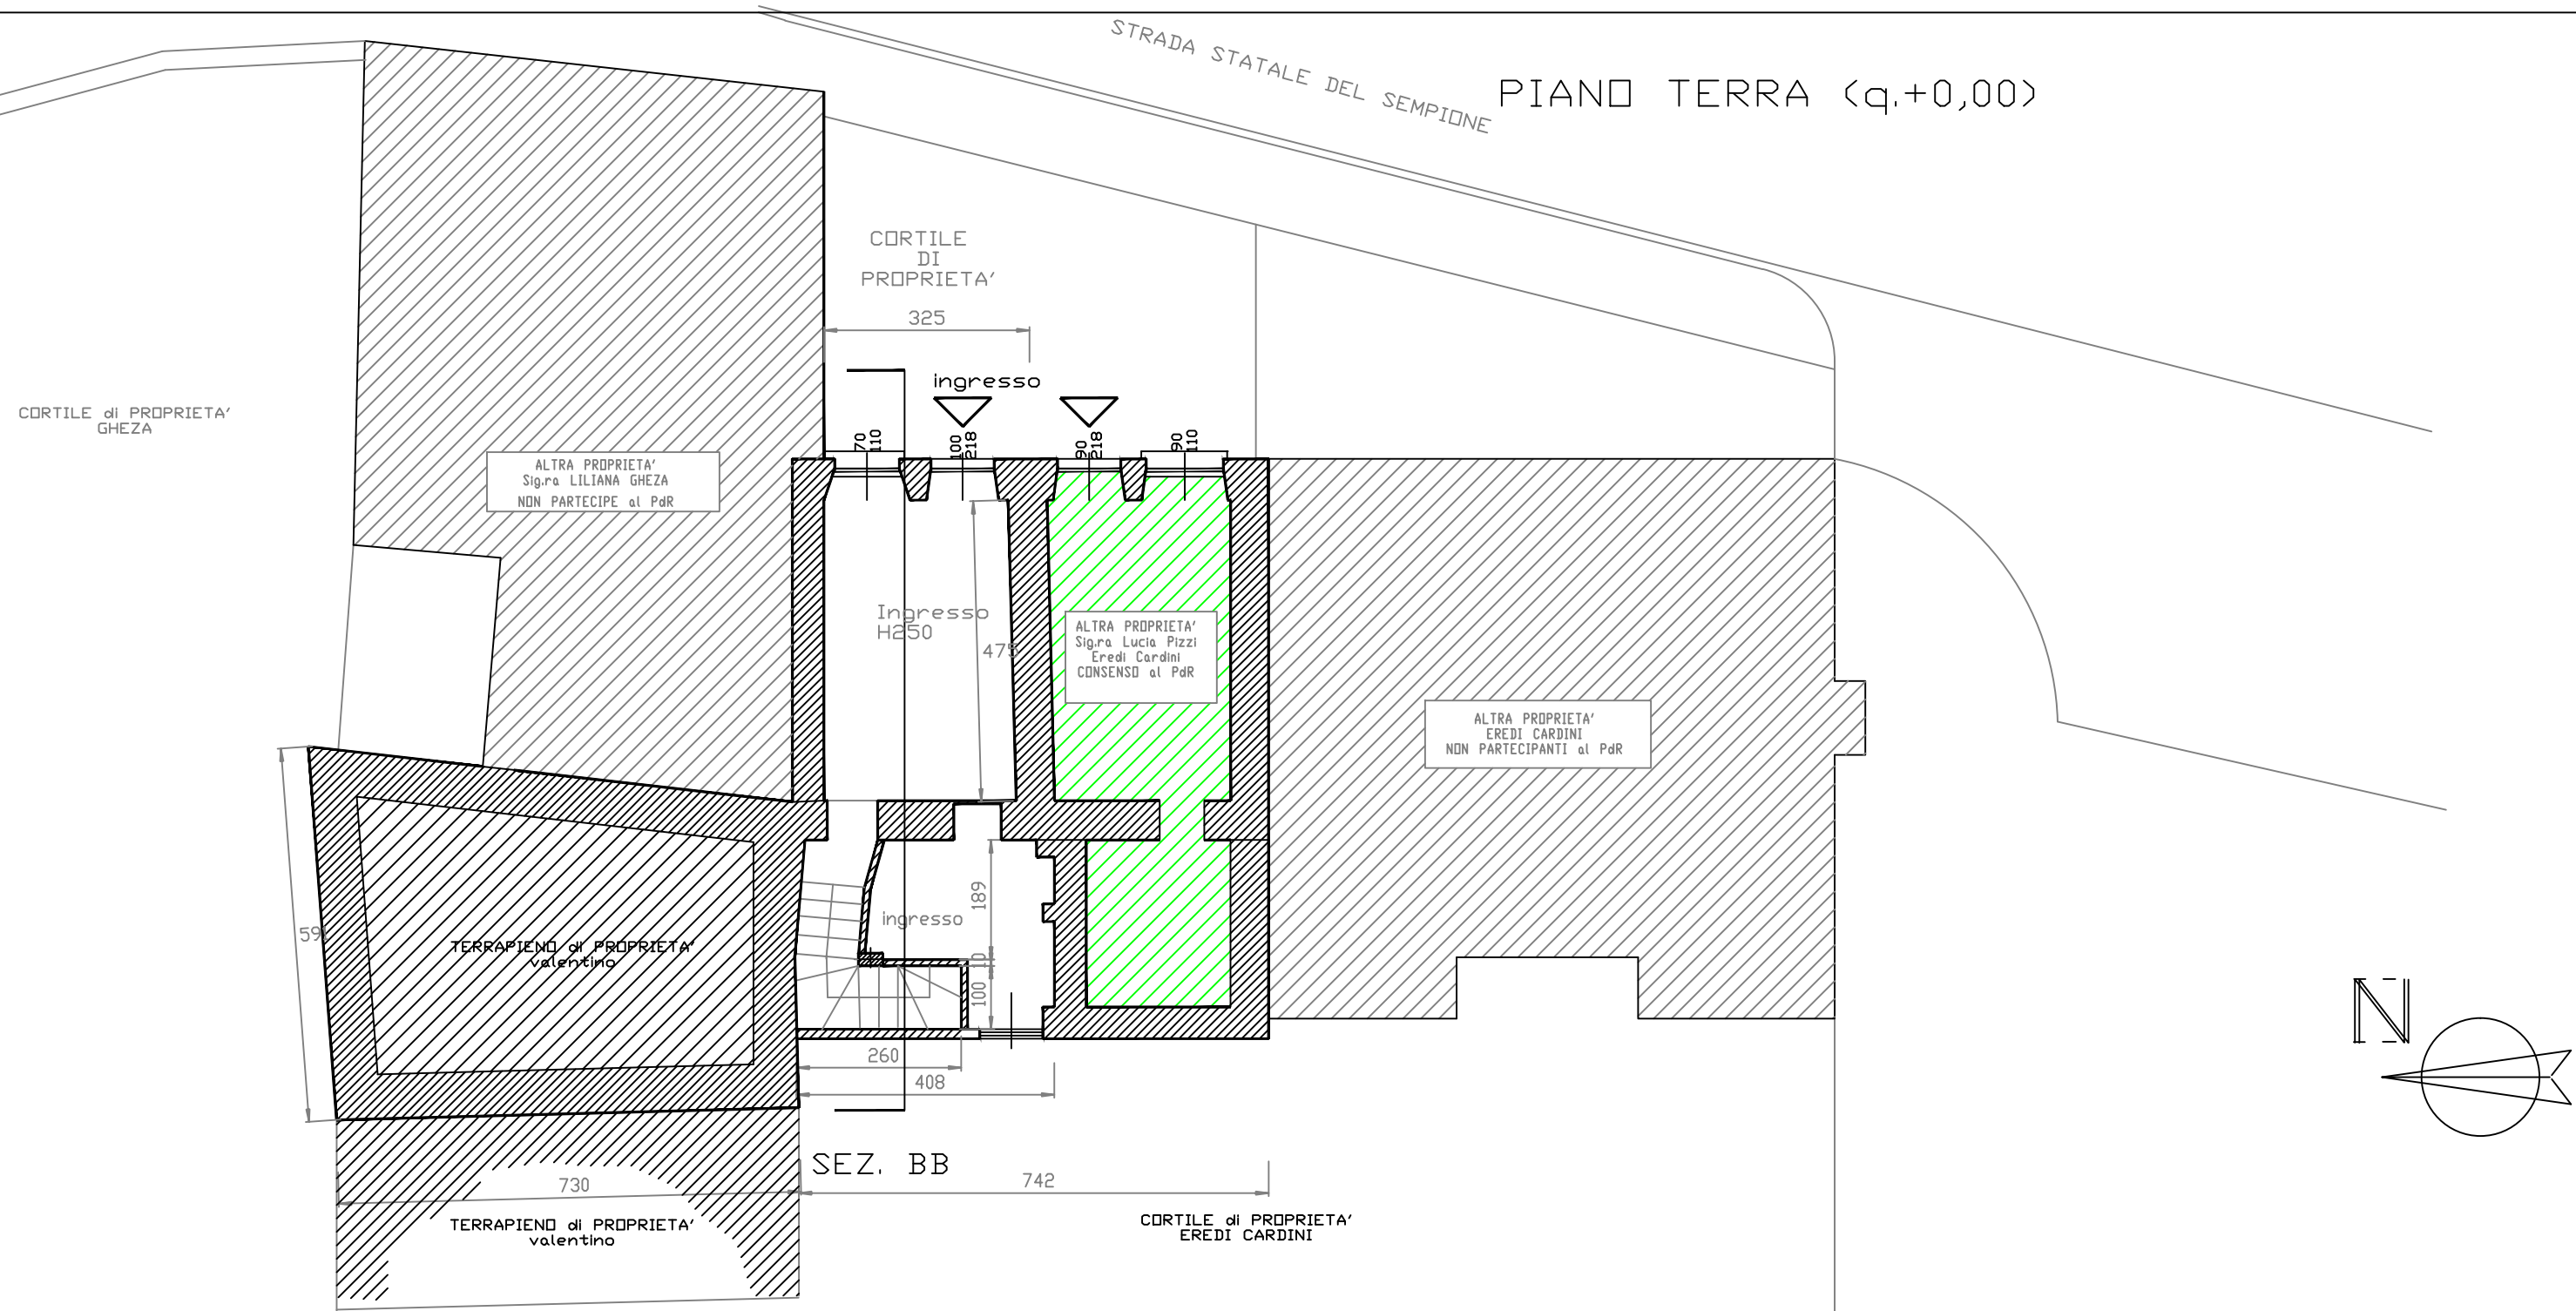 STRADA STATALE DEL SEMPIONE
PIANO TERRA (q.+0,00)
CORTILE
DI
PROPRIETA'
325
ingresso
CORTILE di PROPRIETA'
GHEZA
70
110
100
218
90
218
90
110
ALTRA PROPRIETA'
Sig.ra LILIANA GHEZA
NON PARTECIPE al PdR
Ingresso
H250
475
ALTRA PROPRIETA'
Sig.ra Lucia Pizzi
Eredi Cardini
CONSENSO al PdR
ALTRA PROPRIETA'
EREDI CARDINI
NON PARTECIPANTI al PdR
189
ingresso
59
TERRAPIENO di PROPRIETA'
valentino
10
100
N
260
408
SEZ. BB
730
742
TERRAPIENO di PROPRIETA'
valentino
CORTILE di PROPRIETA'
EREDI CARDINI